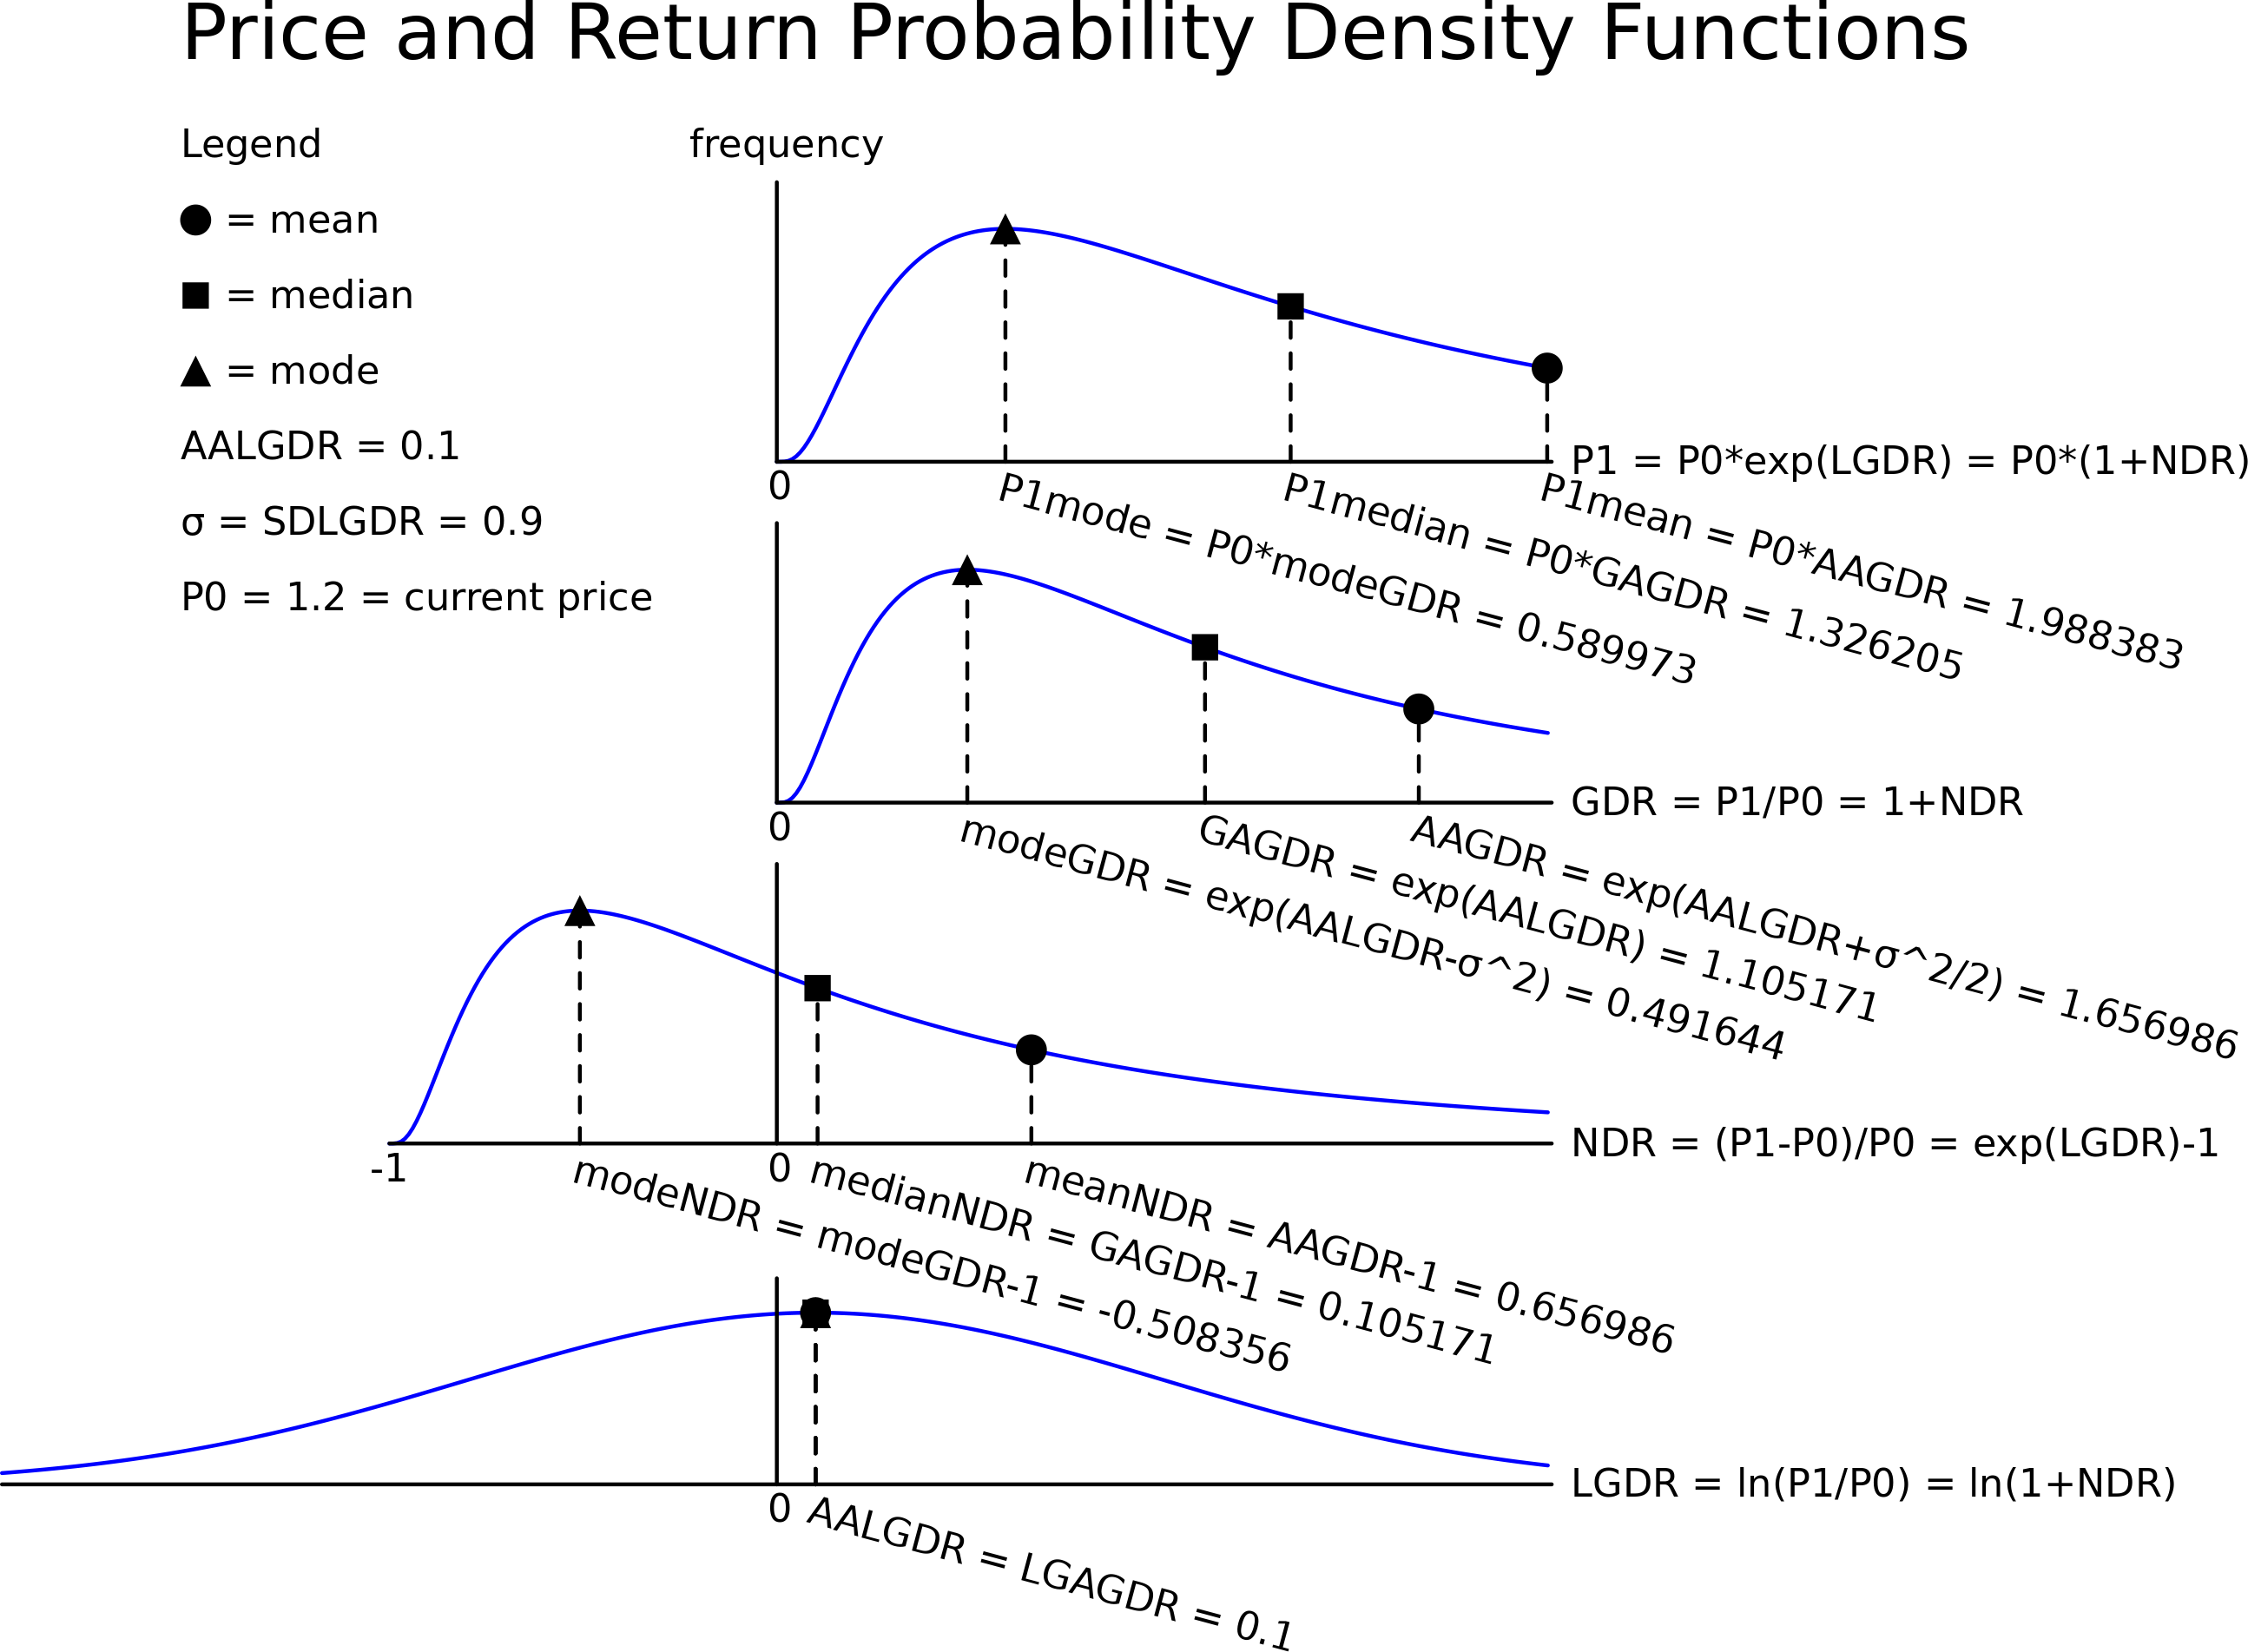 Price and Return Probability Density Functions
Legend
= mean
= median
= mode
AALGDR = 0.1
σ = SDLGDR = 0.9
P0 = 1.2 = current price
frequency
P1 = P0*exp(LGDR) = P0*(1+NDR)
0
P1mode = P0*modeGDR = 0.589973
P1median = P0*GAGDR = 1.326205
P1mean = P0*AAGDR = 1.988383
GDR = P1/P0 = 1+NDR
0
modeGDR = exp(AALGDR-σ^2) = 0.491644
GAGDR = exp(AALGDR) = 1.105171
AAGDR = exp(AALGDR+σ^2/2) = 1.656986
NDR = (P1-P0)/P0 = exp(LGDR)-1
-1
0
modeNDR = modeGDR-1 = -0.508356
medianNDR = GAGDR-1 = 0.105171
meanNDR = AAGDR-1 = 0.656986
LGDR = ln(P1/P0) = ln(1+NDR)
0
AALGDR = LGAGDR = 0.1